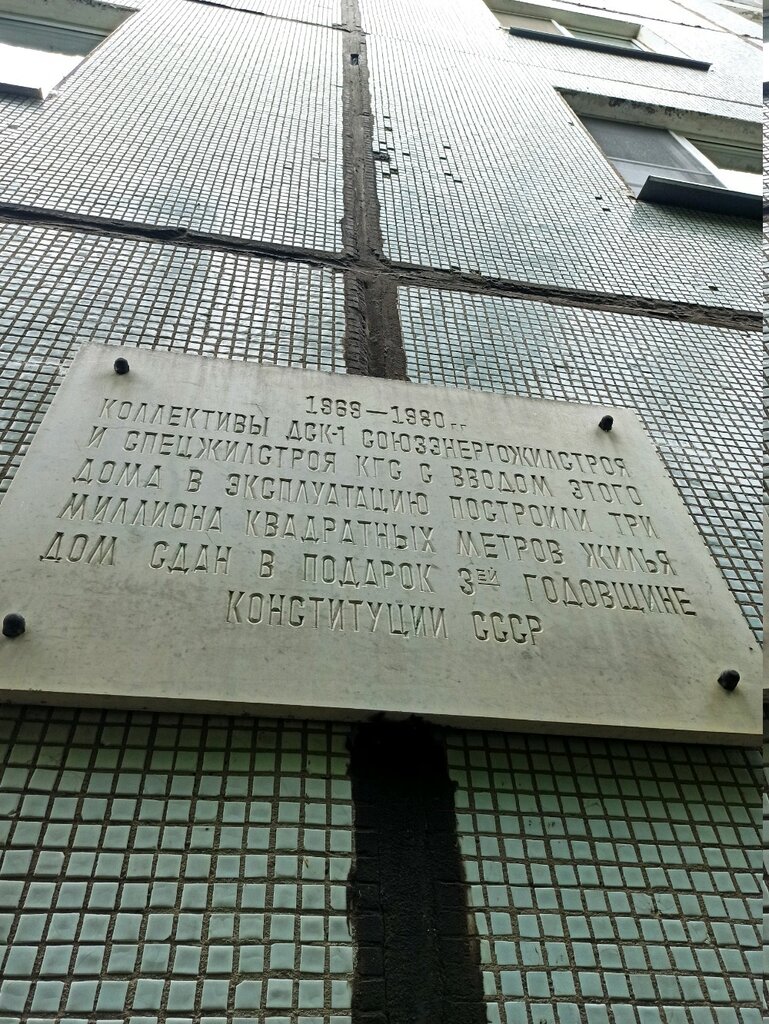 1969—1980 гг
КОЛЛЕКТИВЫ ДСК-1 СОЮЗЭНЕРГОЖИЛСТРОЯ
И СПЕЦЖИЛСТРОЯ КГС С ВВОДОМ ЭТОГО
ДОМА В ЭКСПЛУАТАЦИЮ ПОСТРОИЛИ ТРИ
МИЛЛИОНА КВАДРАТНЫХ МЕТРОВ ЖИЛЬЯ
ДОМ СДАН В ПОДАРОК 3ЕЙ ГОДОВЩИНЕ
КОНСТИТУЦИИ СССР